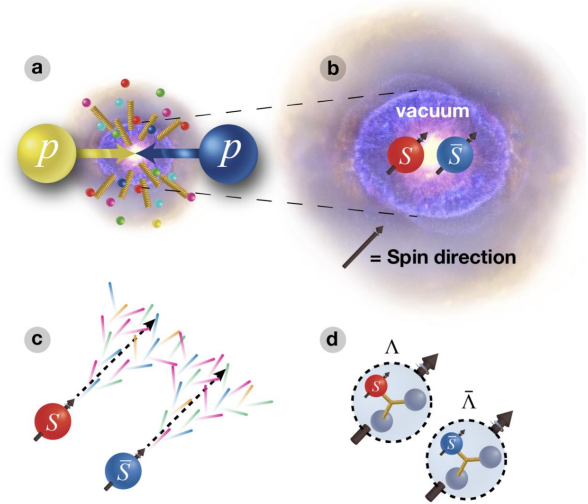 a
b
p
p
vacuum
S
S̄
= Spin direction
c
d
Λ
S
Λ̄
S
S̄
S̄